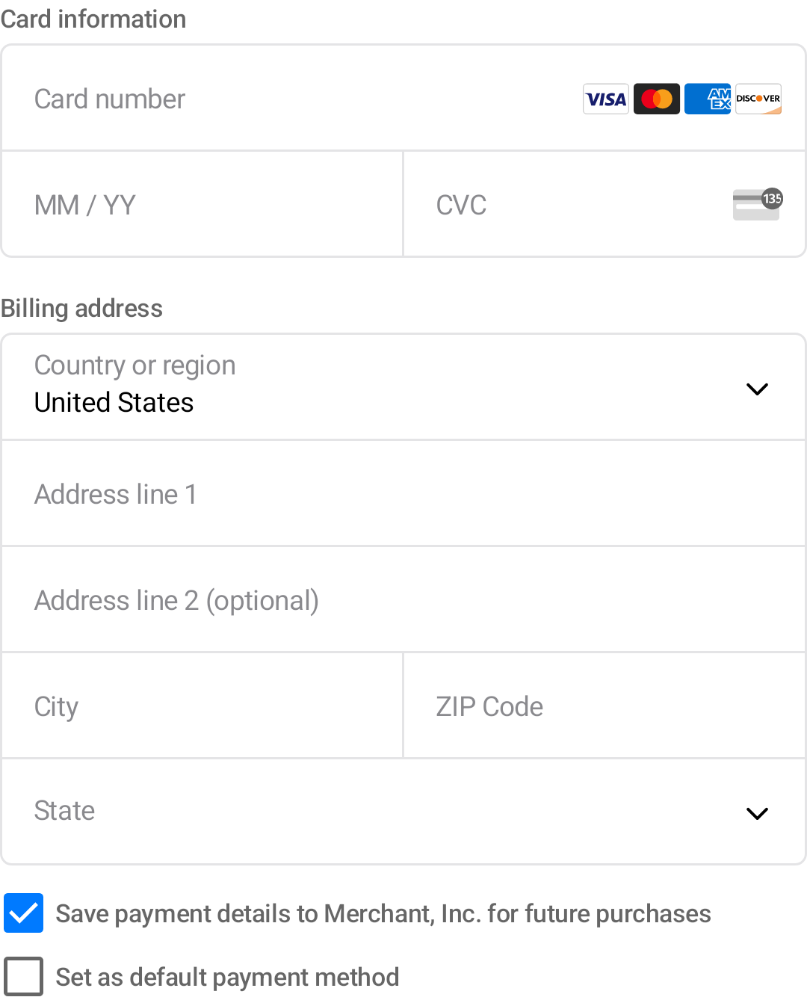 Card information
Card number VISA AMEX DISCOVER
MM / YY CVC 135
Billing address
Country or region
United States
Address line 1
Address line 2 (optional)
City ZIP Code
State
Save payment details to Merchant, Inc. for future purchases
Set as default payment method